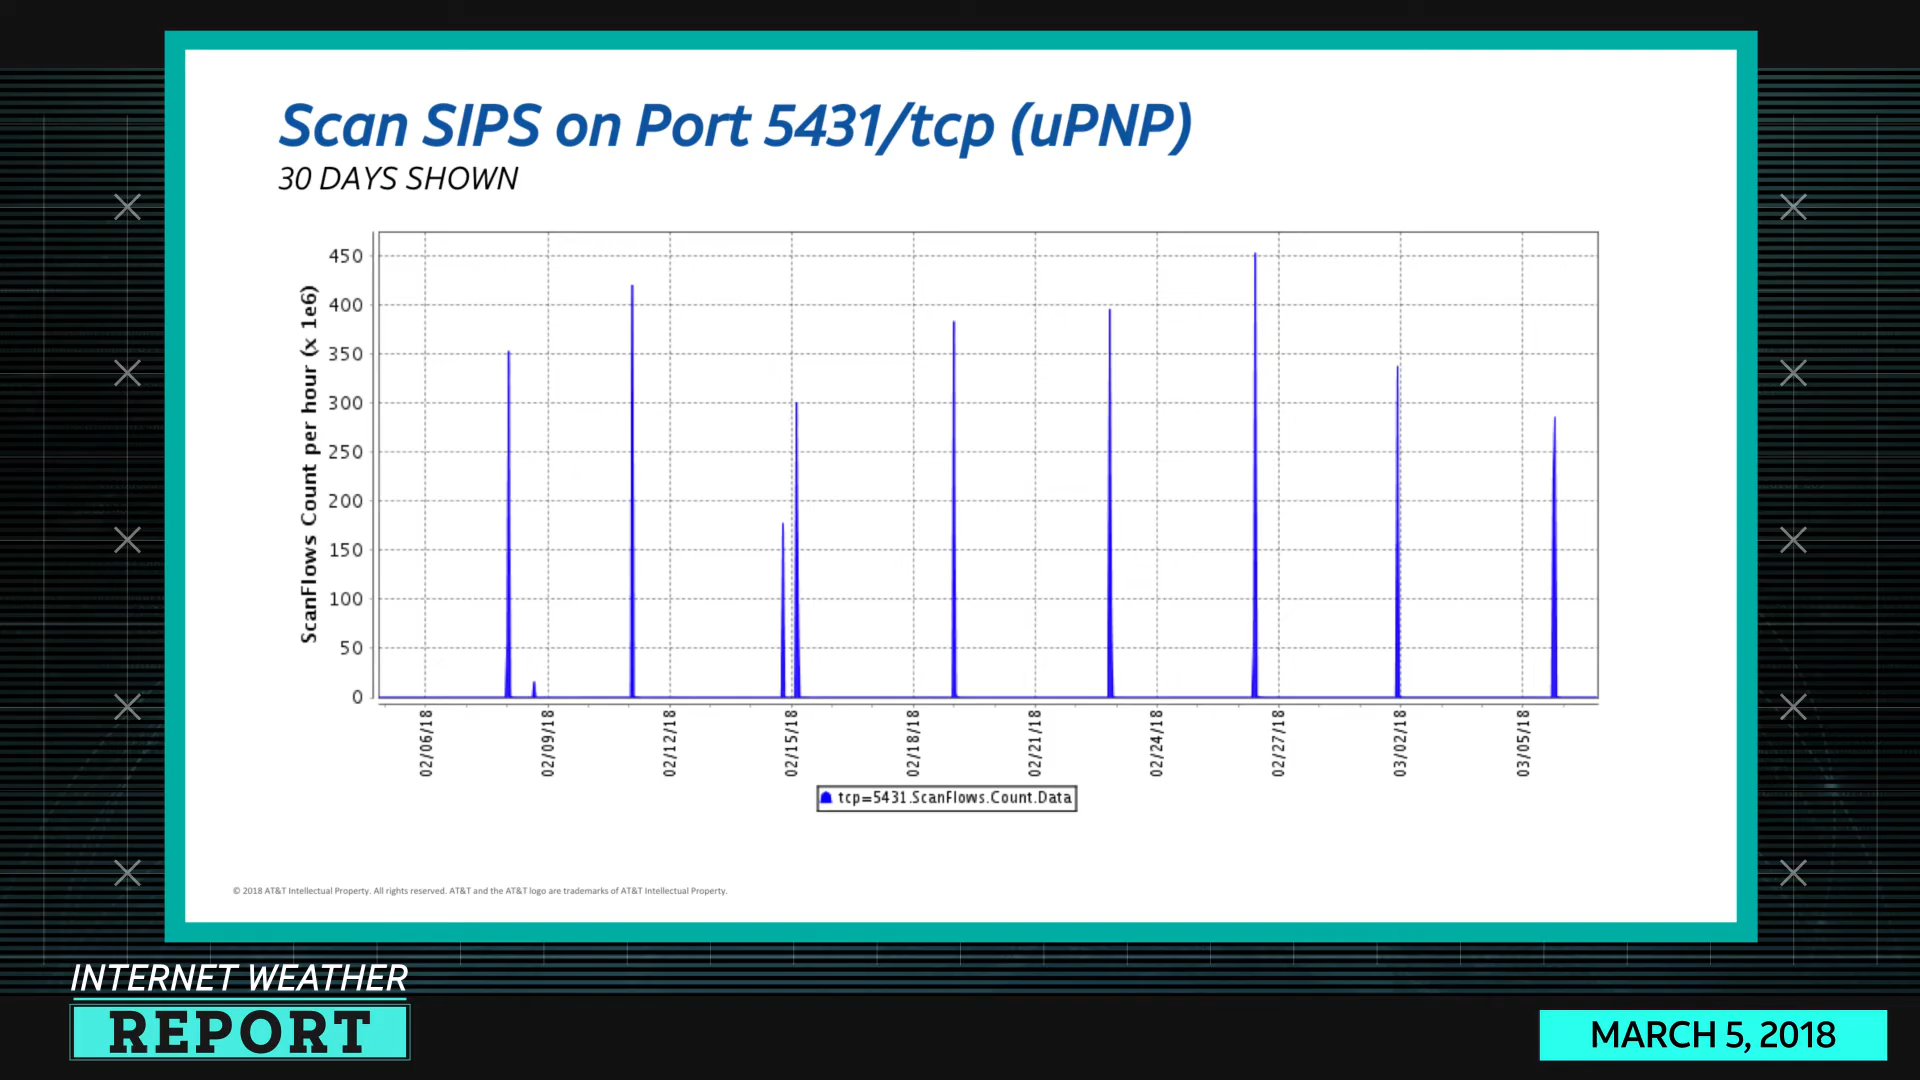 Scan SIPS on Port 5431/tcp (uPNP)
30 DAYS SHOWN
ScanFlows Count per hour (x 1e6)
450
400
350
300
250
200
150
100
50
0
02/06/18
02/09/18
02/12/18
02/15/18
02/18/18
02/21/18
02/24/18
02/27/18
03/02/18
03/05/18
tcp=5431.ScanFlows.Count.Data
© 2018 AT&T Intellectual Property. All rights reserved. AT&T and the AT&T logo are trademarks of AT&T Intellectual Property.
INTERNET WEATHER
REPORT
MARCH 5, 2018